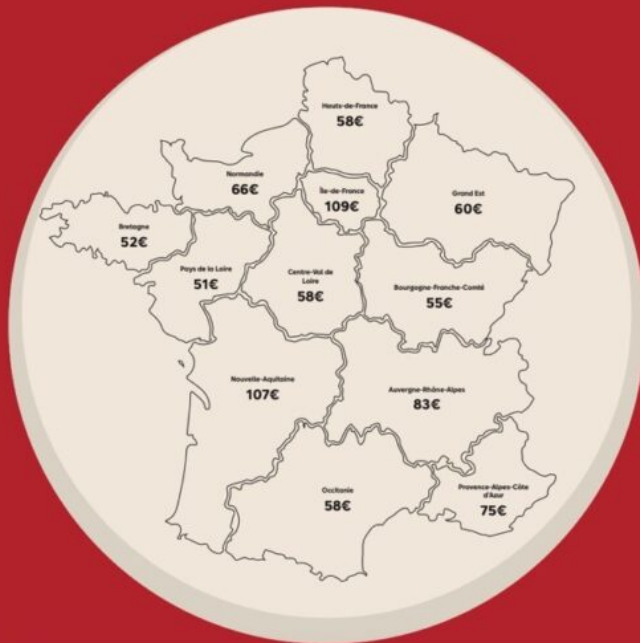 Hauts-de-France
58€
Normandie
66€
Île-de-France
109€
Grand Est
60€
Bretagne
52€
Pays de la Loire
51€
Centre-Val de
Loire
58€
Bourgogne-Franche-Comté
55€
Nouvelle-Aquitaine
107€
Auvergne-Rhône-Alpes
83€
Occitanie
58€
Provence-Alpes-Côte
d'Azur
75€